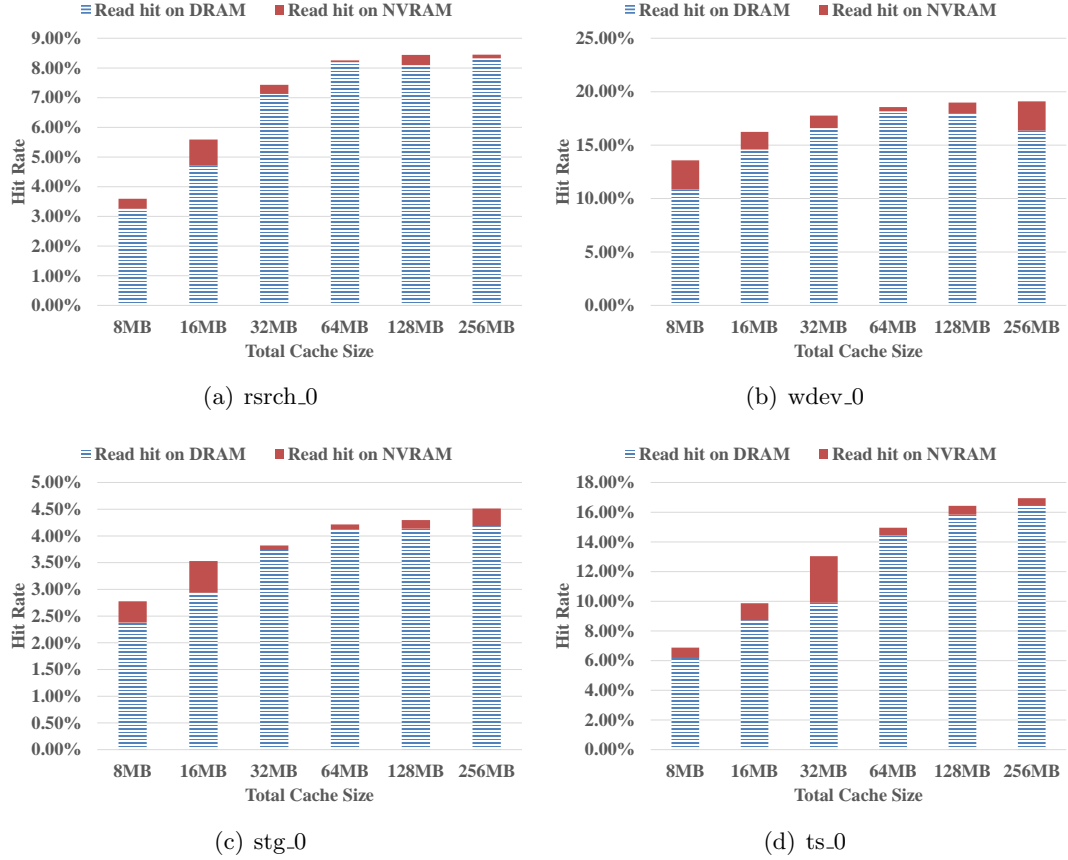 Read hit on DRAM Read hit on NVRAM
9.00%
8.00%
7.00%
6.00%
5.00%
4.00%
3.00%
2.00%
1.00%
0.00%
Hit Rate
8MB 16MB 32MB 64MB 128MB 256MB
Total Cache Size
(a) rsrch_0
Read hit on DRAM Read hit on NVRAM
25.00%
20.00%
15.00%
10.00%
5.00%
0.00%
Hit Rate
8MB 16MB 32MB 64MB 128MB 256MB
Total Cache Size
(b) wdev_0
Read hit on DRAM Read hit on NVRAM
5.00%
4.50%
4.00%
3.50%
3.00%
2.50%
2.00%
1.50%
1.00%
0.50%
0.00%
Hit Rate
8MB 16MB 32MB 64MB 128MB 256MB
Total Cache Size
(c) stg_0
Read hit on DRAM Read hit on NVRAM
18.00%
16.00%
14.00%
12.00%
10.00%
8.00%
6.00%
4.00%
2.00%
0.00%
Hit Rate
8MB 16MB 32MB 64MB 128MB 256MB
Total Cache Size
(d) ts_0